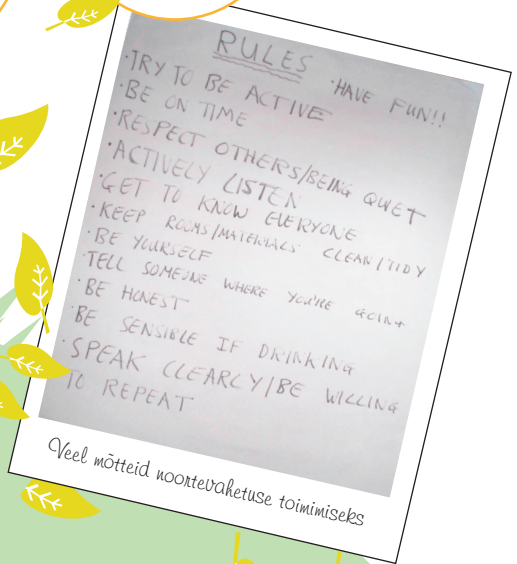 RULES
·HAVE FUN!!
·TRY TO BE ACTIVE
·BE ON TIME
·RESPECT OTHERS/BEING QUIET
·ACTIVELY LISTEN
·GET TO KNOW EVERYONE
·KEEP ROOMS/MATERIALS CLEAN/TIDY
·BE YOURSELF
·TELL SOMEONE WHERE YOU'RE GOING
·BE HONEST
·BE SENSIBLE IF DRINKING
·SPEAK CLEARLY/BE WILLING
TO REPEAT
Veel mõtteid noortevahetuse toimimiseks